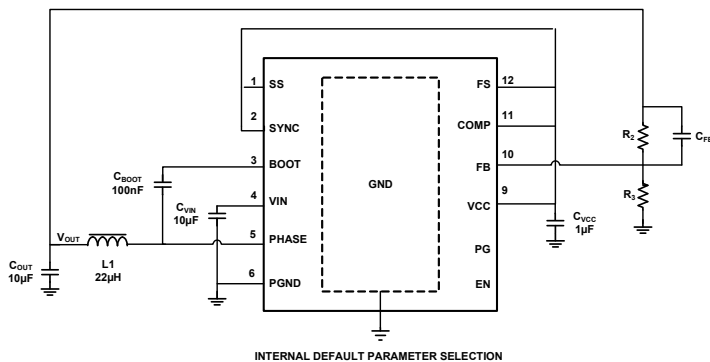 1 SS
2 SYNC
3 BOOT
4 VIN
5 PHASE
6 PGND
GND
FS 12
COMP 11
FB 10
VCC 9
PG
EN
CBOOT
100nF
CVIN
10µF
VOUT
COUT
10µF
L1
22µH
R2
R3
CVCC
1µF
INTERNAL DEFAULT PARAMETER SELECTION